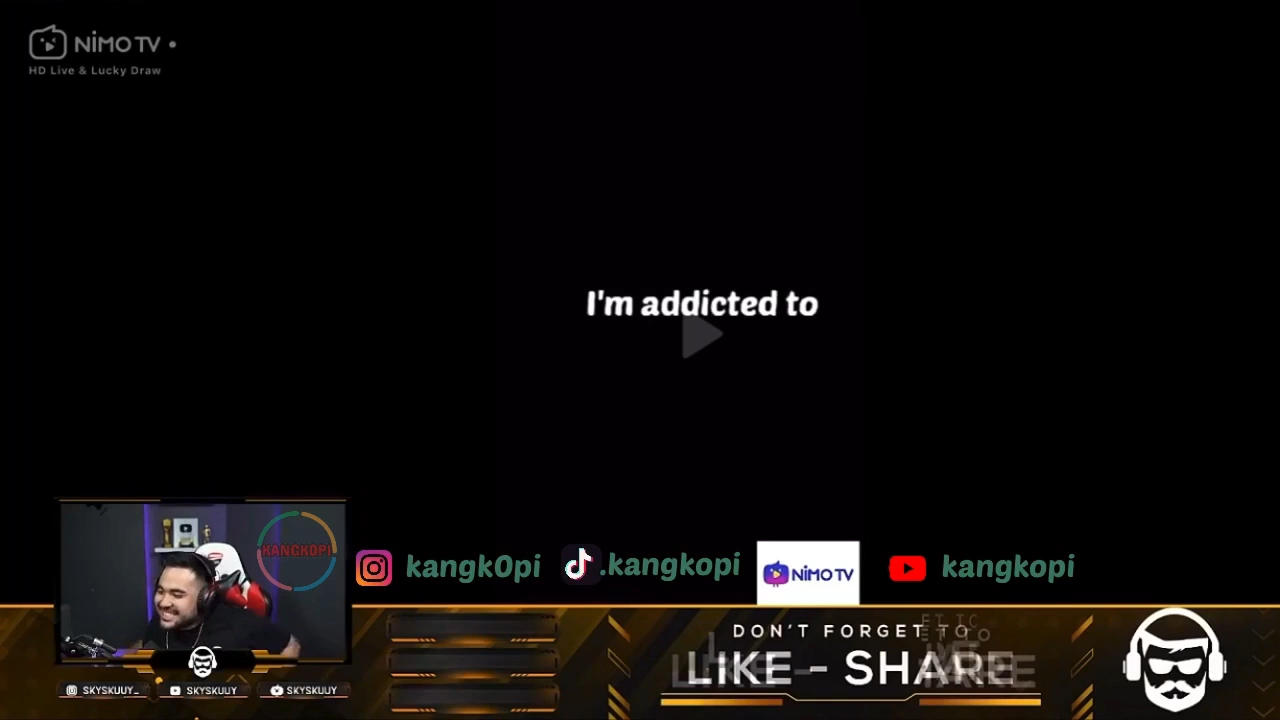 NIMO TV
HD Live & Lucky Draw
I'm addicted to
KANGKOPI
kangk0pi
.kangkopi
NIMO TV
kangkopi
DON'T FORGET TO
LIKE - SHARE
SKYSKUUY_
SKYSKUUY
SKYSKUUY